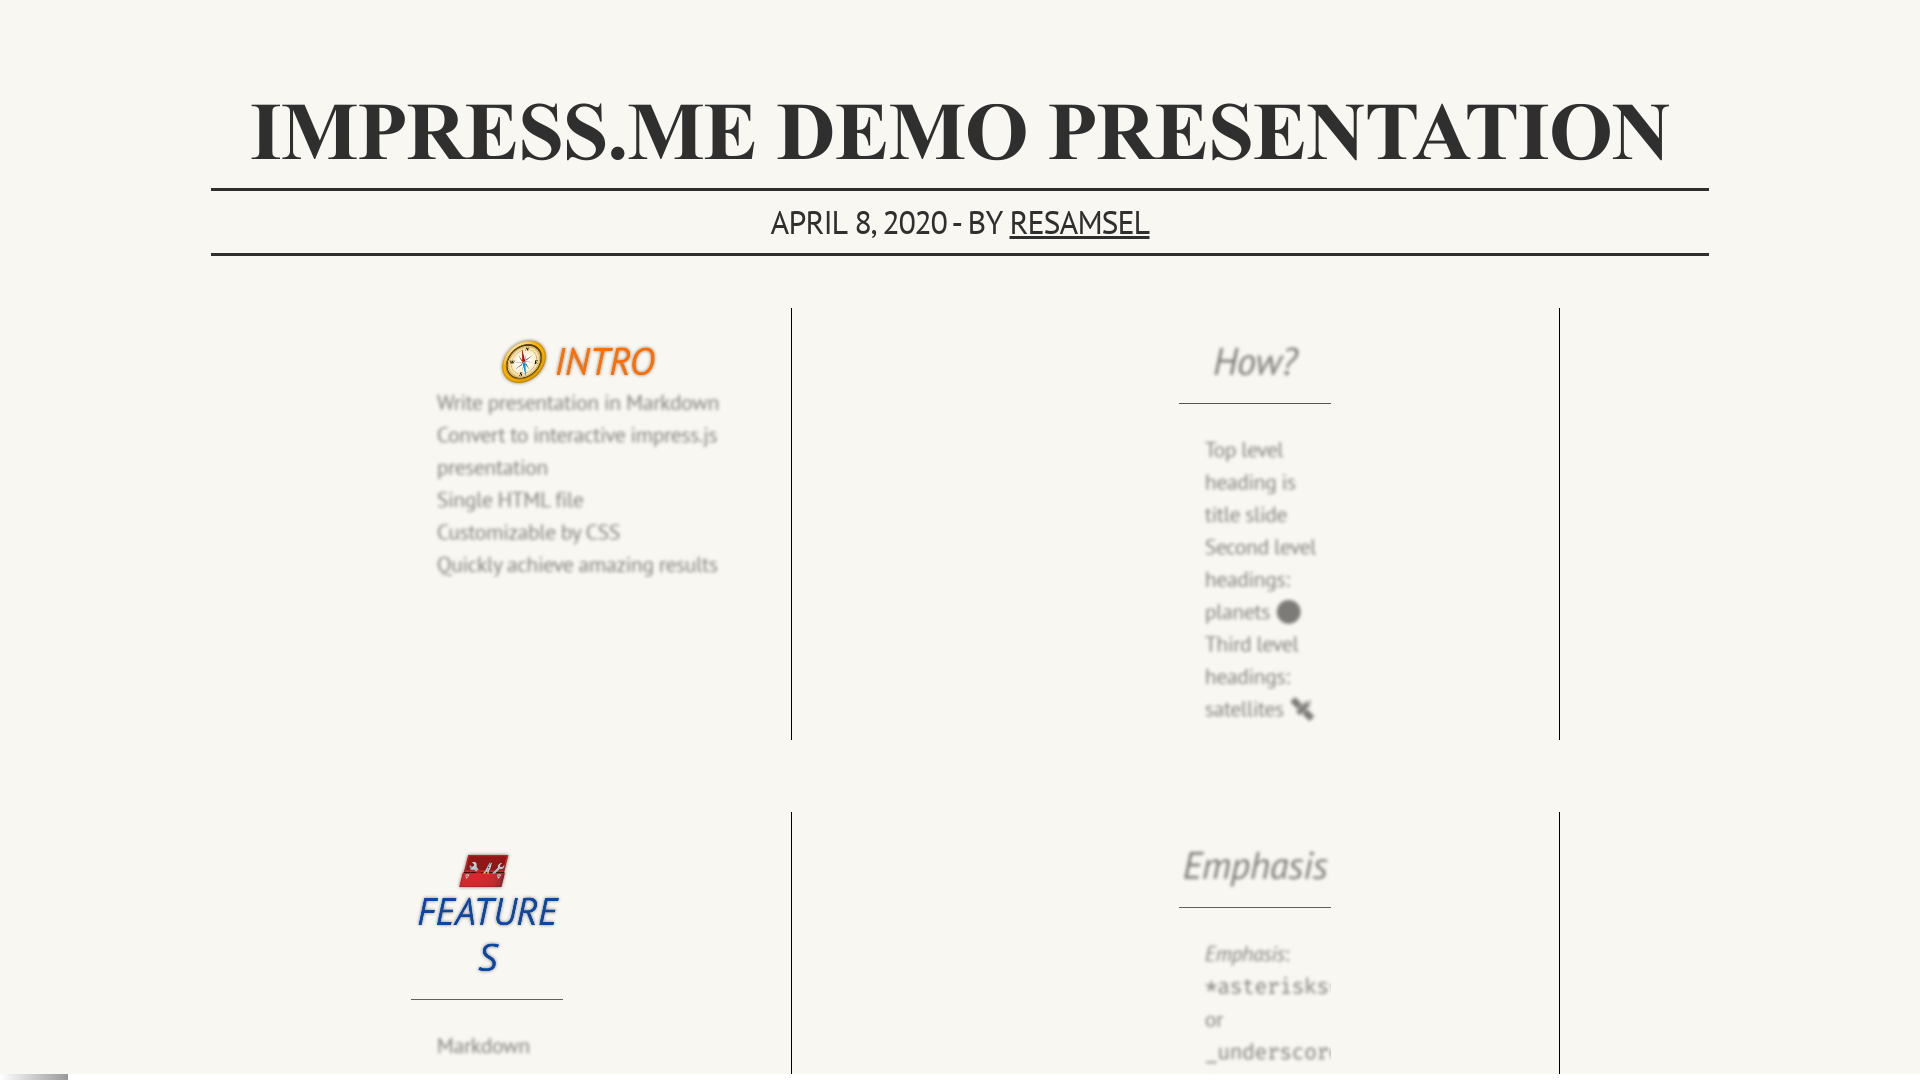 IMPRESS.ME DEMO PRESENTATION
APRIL 8, 2020 - BY RESAMSEL
INTRO
Write presentation in Markdown
Convert to interactive impress.js
presentation
Single HTML file
Customizable by CSS
Quickly achieve amazing results
How?
Top level
heading is
title slide
Second level
headings:
planets
Third level
headings:
satellites
FEATURE
S
Markdown
Emphasis
Emphasis:
*asterisks
or
_underscor